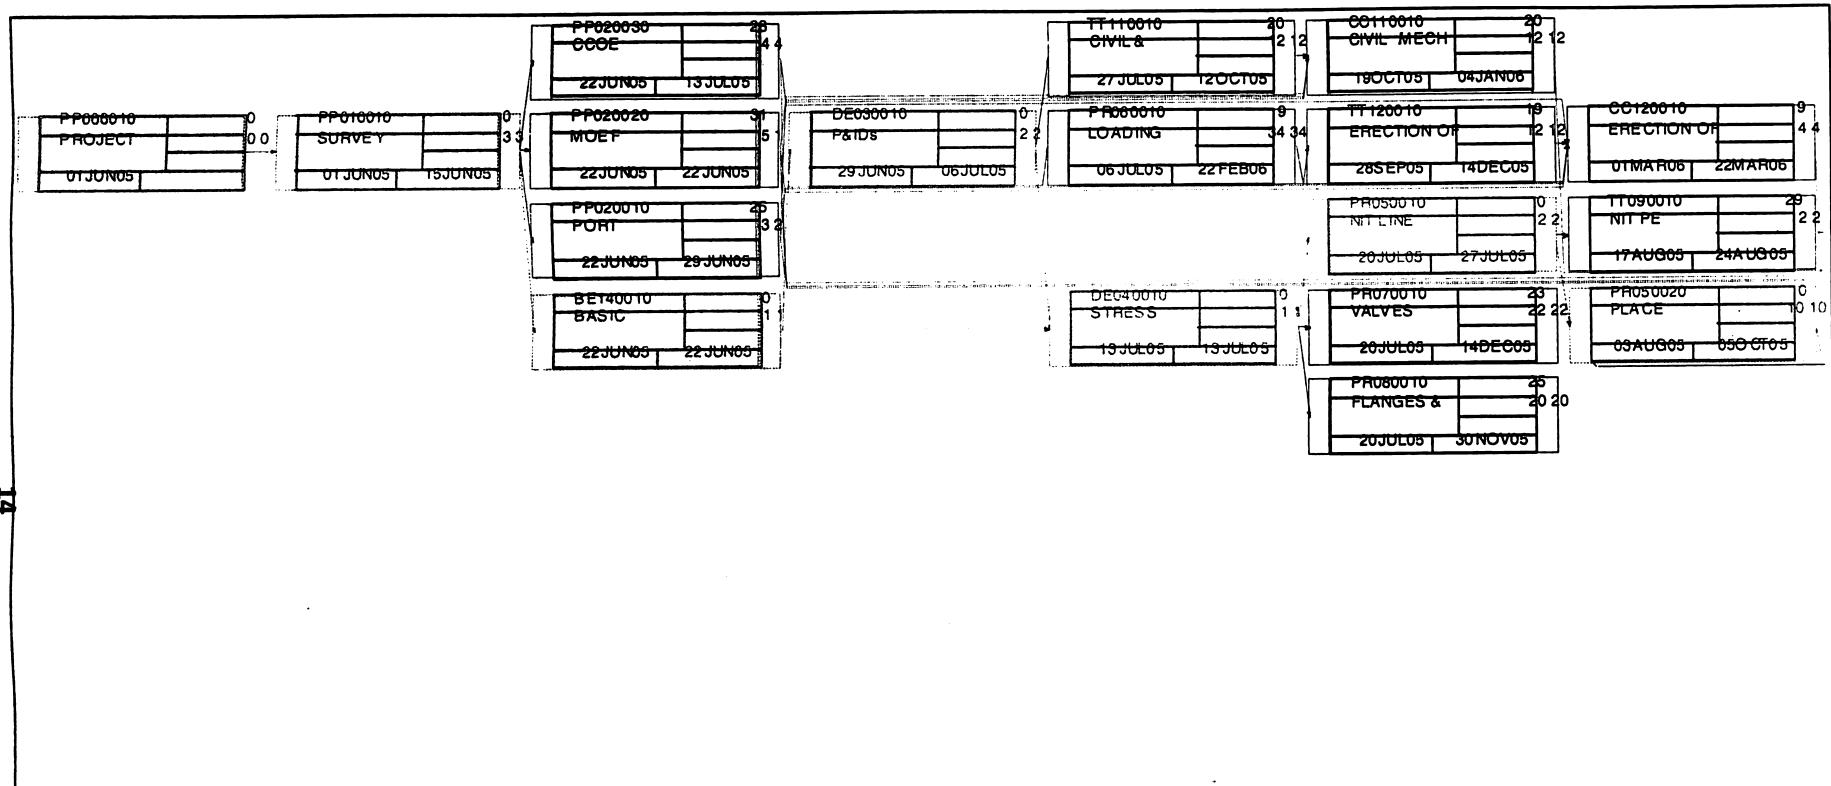 PP000010 0
PROJECT 0 0
01JUN05
PP010010 0
SURVEY 3 3
01JUN05 15JUN05
PP020030
CCOE 4 4
22JUN05 13JUL05
PP020020 31
MOEF 5
22JUN05 22JUN05
PP020010
PORT 3 2
22JUN05 29JUN05
BE140010 0
BASIC 1 1
22JUN05 22JUN05
DE030010 0
P&IDs 2 2
29JUN05 06JUL05
TT110010 20
CIVIL & 12 12
27JUL05 12OCT05
PR060010 9
LOADING 34 34
06JUL05 22FEB06
DE040010 0
STRESS 1 1
13JUL05 13JUL05
CC110010 20
CIVIL MECH 12 12
19OCT05 04JAN06
TT120010 19
ERECTION OF 12 12
28SEP05 14DEC05
PR050010 0
NIT LINE 2 2
20JUL05 27JUL05
PR070010 23
VALVES 22 22
20JUL05 14DEC05
PR080010 25
FLANGES & 20 20
20JUL05 30NOV05
CC120010 9
ERECTION OF 4 4
01MAR06 22MAR06
TT090010 29
NIT PE 2 2
17AUG05 24AUG05
PR050020 0
PLACE 10 10
03AUG05 05OCT05